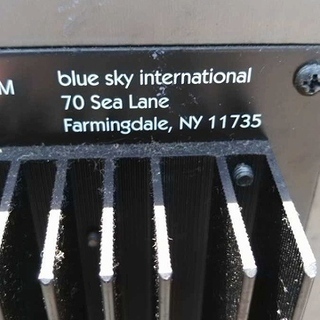 M
blue sky international
70 Sea Lane
Farmingdale, NY 11735